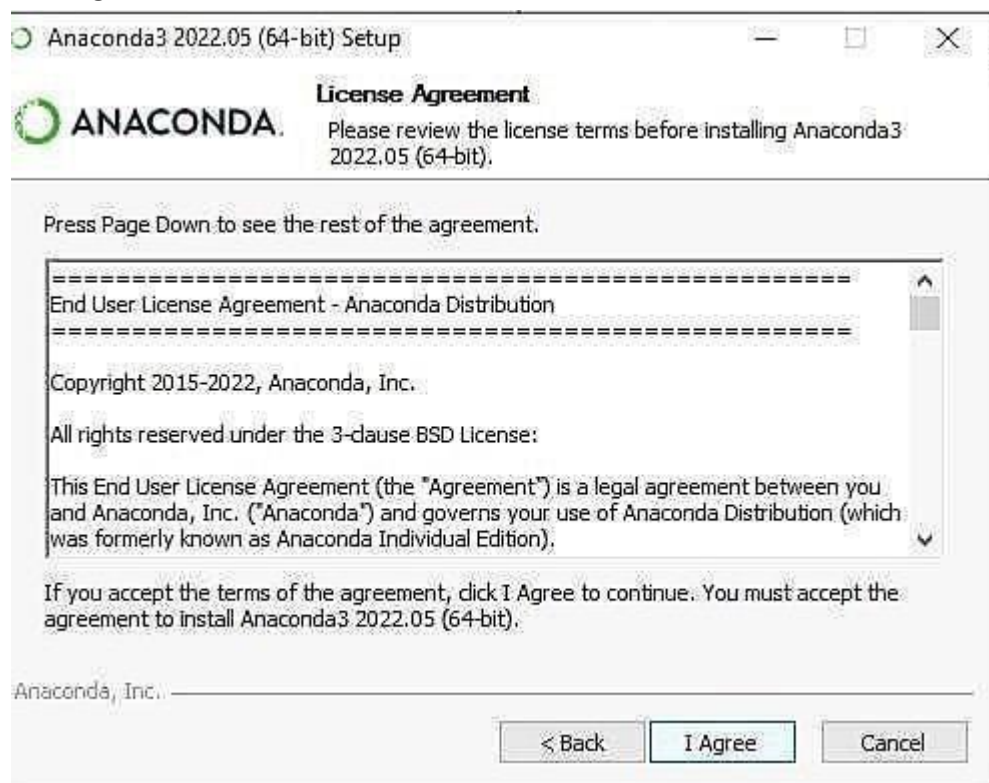 Anaconda3 2022.05 (64-bit) Setup
ANACONDA.
License Agreement
Please review the license terms before installing Anaconda3
2022.05 (64-bit).
Press Page Down to see the rest of the agreement.
==================================================
End User License Agreement - Anaconda Distribution
==================================================
Copyright 2015-2022, Anaconda, Inc.
All rights reserved under the 3-clause BSD License:
This End User License Agreement (the "Agreement") is a legal agreement between you
and Anaconda, Inc. ("Anaconda") and governs your use of Anaconda Distribution (which
was formerly known as Anaconda Individual Edition).
If you accept the terms of the agreement, click I Agree to continue. You must accept the
agreement to install Anaconda3 2022.05 (64-bit).
Anaconda, Inc.
< Back
I Agree
Cancel